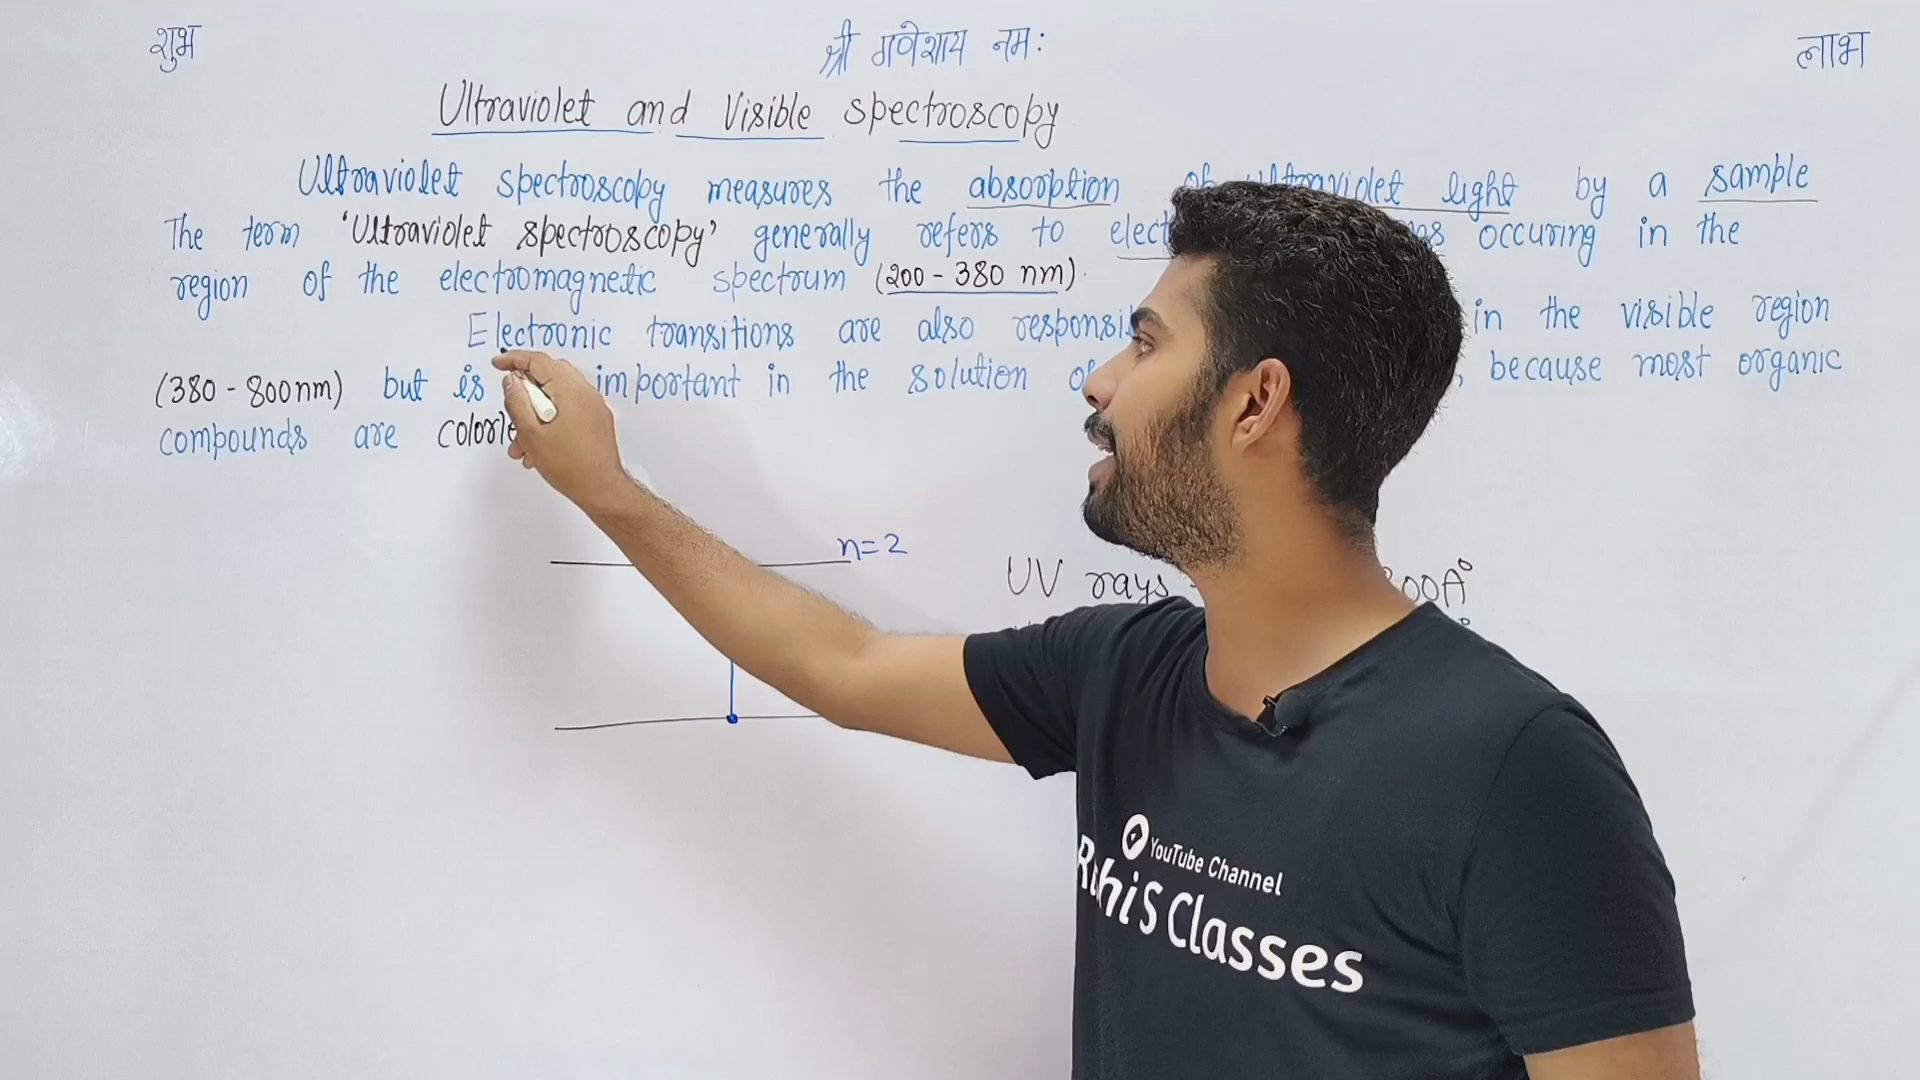 शुभ श्री गणेशाय नम: लाभ
Ultraviolet and Visible spectroscopy
Ultraviolet spectroscopy measures the absorption of ultraviolet light by a sample
The term 'Ultraviolet spectroscopy' generally refers to occuring in the
region of the electromagnetic spectrum (200 - 380 nm).
Electronic transitions are also in the visible region
(380 - 800nm) but is important in the solution because most organic
compounds are
n=2
UV rays
YouTube Channel
Classes